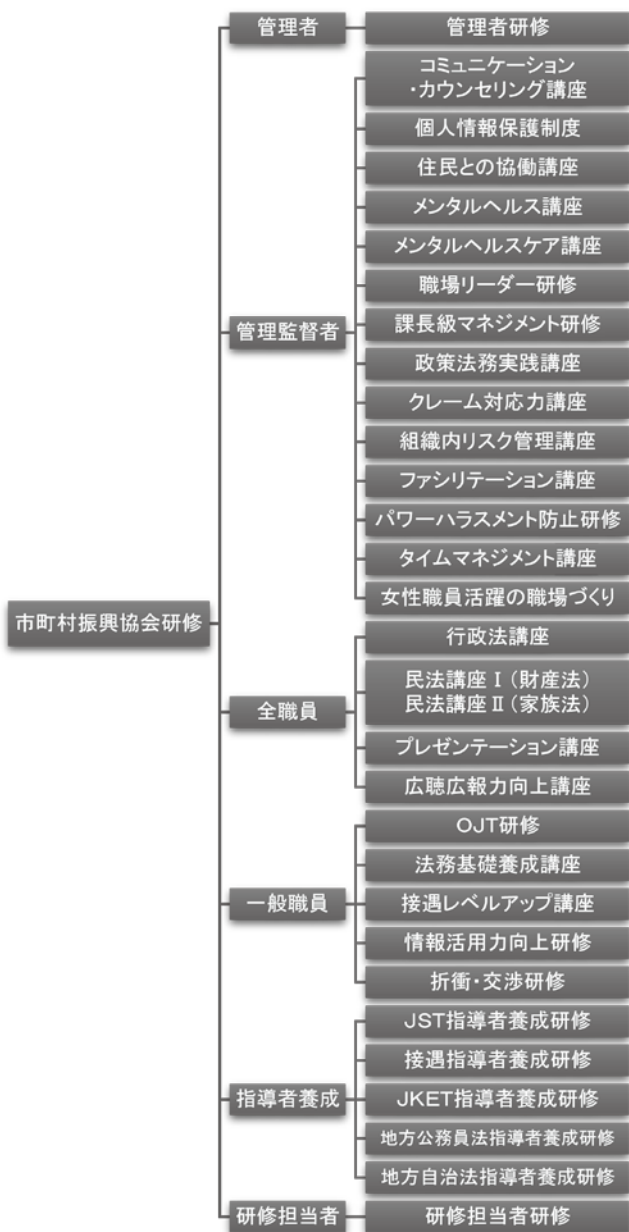 市町村振興協会研修
管理者
管理者研修
管理監督者
コミュニケーション
・カウンセリング講座
個人情報保護制度
住民との協働講座
メンタルヘルス講座
メンタルヘルスケア講座
職場リーダー研修
課長級マネジメント研修
政策法務実践講座
クレーム対応力講座
組織内リスク管理講座
ファシリテーション講座
パワーハラスメント防止研修
タイムマネジメント講座
女性職員活躍の職場づくり
全職員
行政法講座
民法講座Ⅰ(財産法)
民法講座Ⅱ(家族法)
プレゼンテーション講座
広聴広報力向上講座
一般職員
OJT研修
法務基礎養成講座
接遇レベルアップ講座
情報活用力向上研修
折衝・交渉研修
指導者養成
JST指導者養成研修
接遇指導者養成研修
JKET指導者養成研修
地方公務員法指導者養成研修
地方自治法指導者養成研修
研修担当者
研修担当者研修